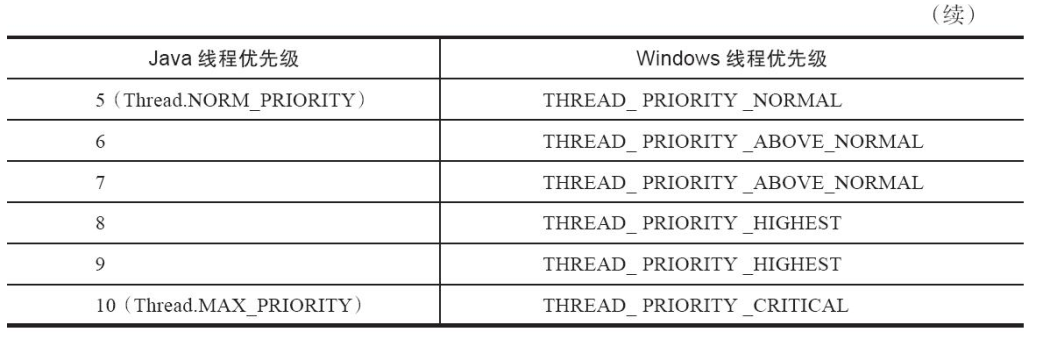 （续）
Java 线程优先级 Windows 线程优先级
5（Thread.NORM_PRIORITY） THREAD_ PRIORITY _NORMAL
6 THREAD_ PRIORITY _ABOVE_NORMAL
7 THREAD_ PRIORITY _ABOVE_NORMAL
8 THREAD_ PRIORITY _HIGHEST
9 THREAD_ PRIORITY _HIGHEST
10（Thread.MAX_PRIORITY） THREAD_ PRIORITY _CRITICAL